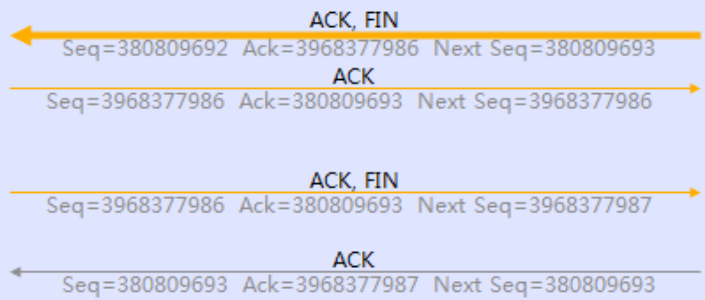 ACK, FIN
Seq=380809692 Ack=3968377986 Next Seq=380809693
ACK
Seq=3968377986 Ack=380809693 Next Seq=3968377986
ACK, FIN
Seq=3968377986 Ack=380809693 Next Seq=3968377987
ACK
Seq=380809693 Ack=3968377987 Next Seq=380809693